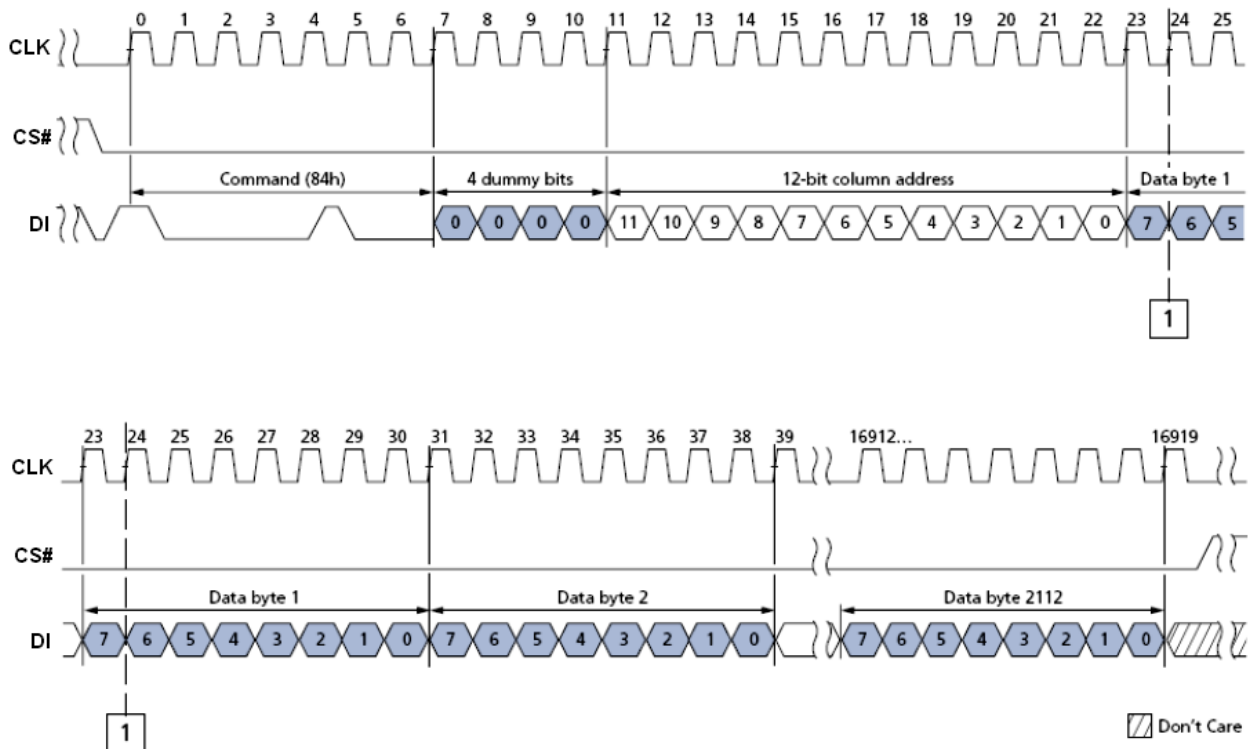 0 1 2 3 4 5 6 7 8 9 10 11 12 13 14 15 16 17 18 19 20 21 22 23 24 25
CLK
CS#
Command (84h) 4 dummy bits 12-bit column address Data byte 1
DI 0 0 0 0 11 10 9 8 7 6 5 4 3 2 1 0 7 6 5
1
23 24 25 26 27 28 29 30 31 32 33 34 35 36 37 38 39 16912... 16919
CLK
CS#
Data byte 1 Data byte 2 Data byte 2112
DI 7 6 5 4 3 2 1 0 7 6 5 4 3 2 1 0 7 6 5 4 3 2 1 0
1
Don't Care